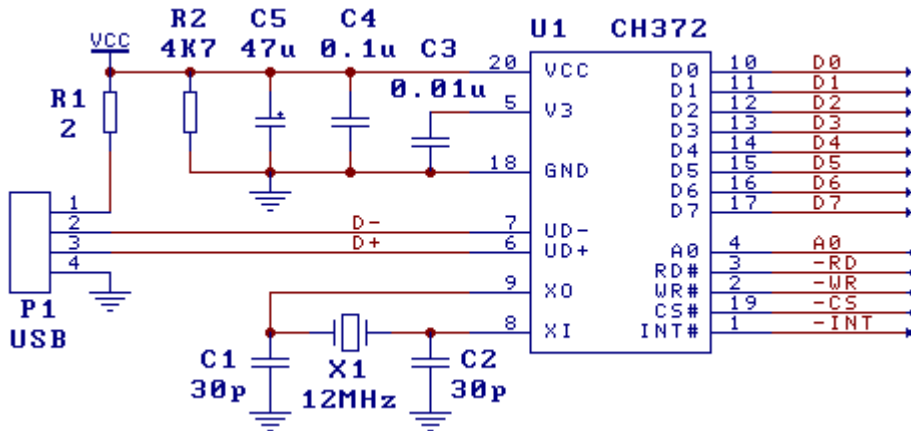 VCC R2 C5 C4 U1 CH372
4K7 47u 0.1u C3
R1 0.01u
2
20 VCC D0 10 D0
D1 11 D1
5 V3 D2 12 D2
D3 13 D3
D4 14 D4
18 GND D5 15 D5
D6 16 D6
D7 17 D7
1
2 D- 7 UD-
3 D+ 6 UD+ A0 4 A0
4 RD# 3 -RD
9 XO WR# 2 -WR
P1 CS# 19 -CS
USB 8 XI INT# 1 -INT
C1 X1 C2
30p 12MHz 30p